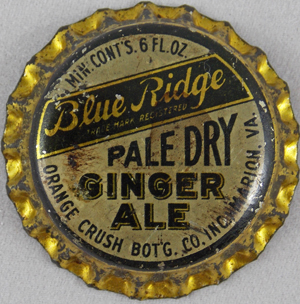 MIN. CONT'S. 6 FL. OZ.
Blue Ridge
TRADE MARK REGISTERED
PALE DRY
GINGER
ALE
ORANGE CRUSH BOT'G. CO. INC. MARION, VA.